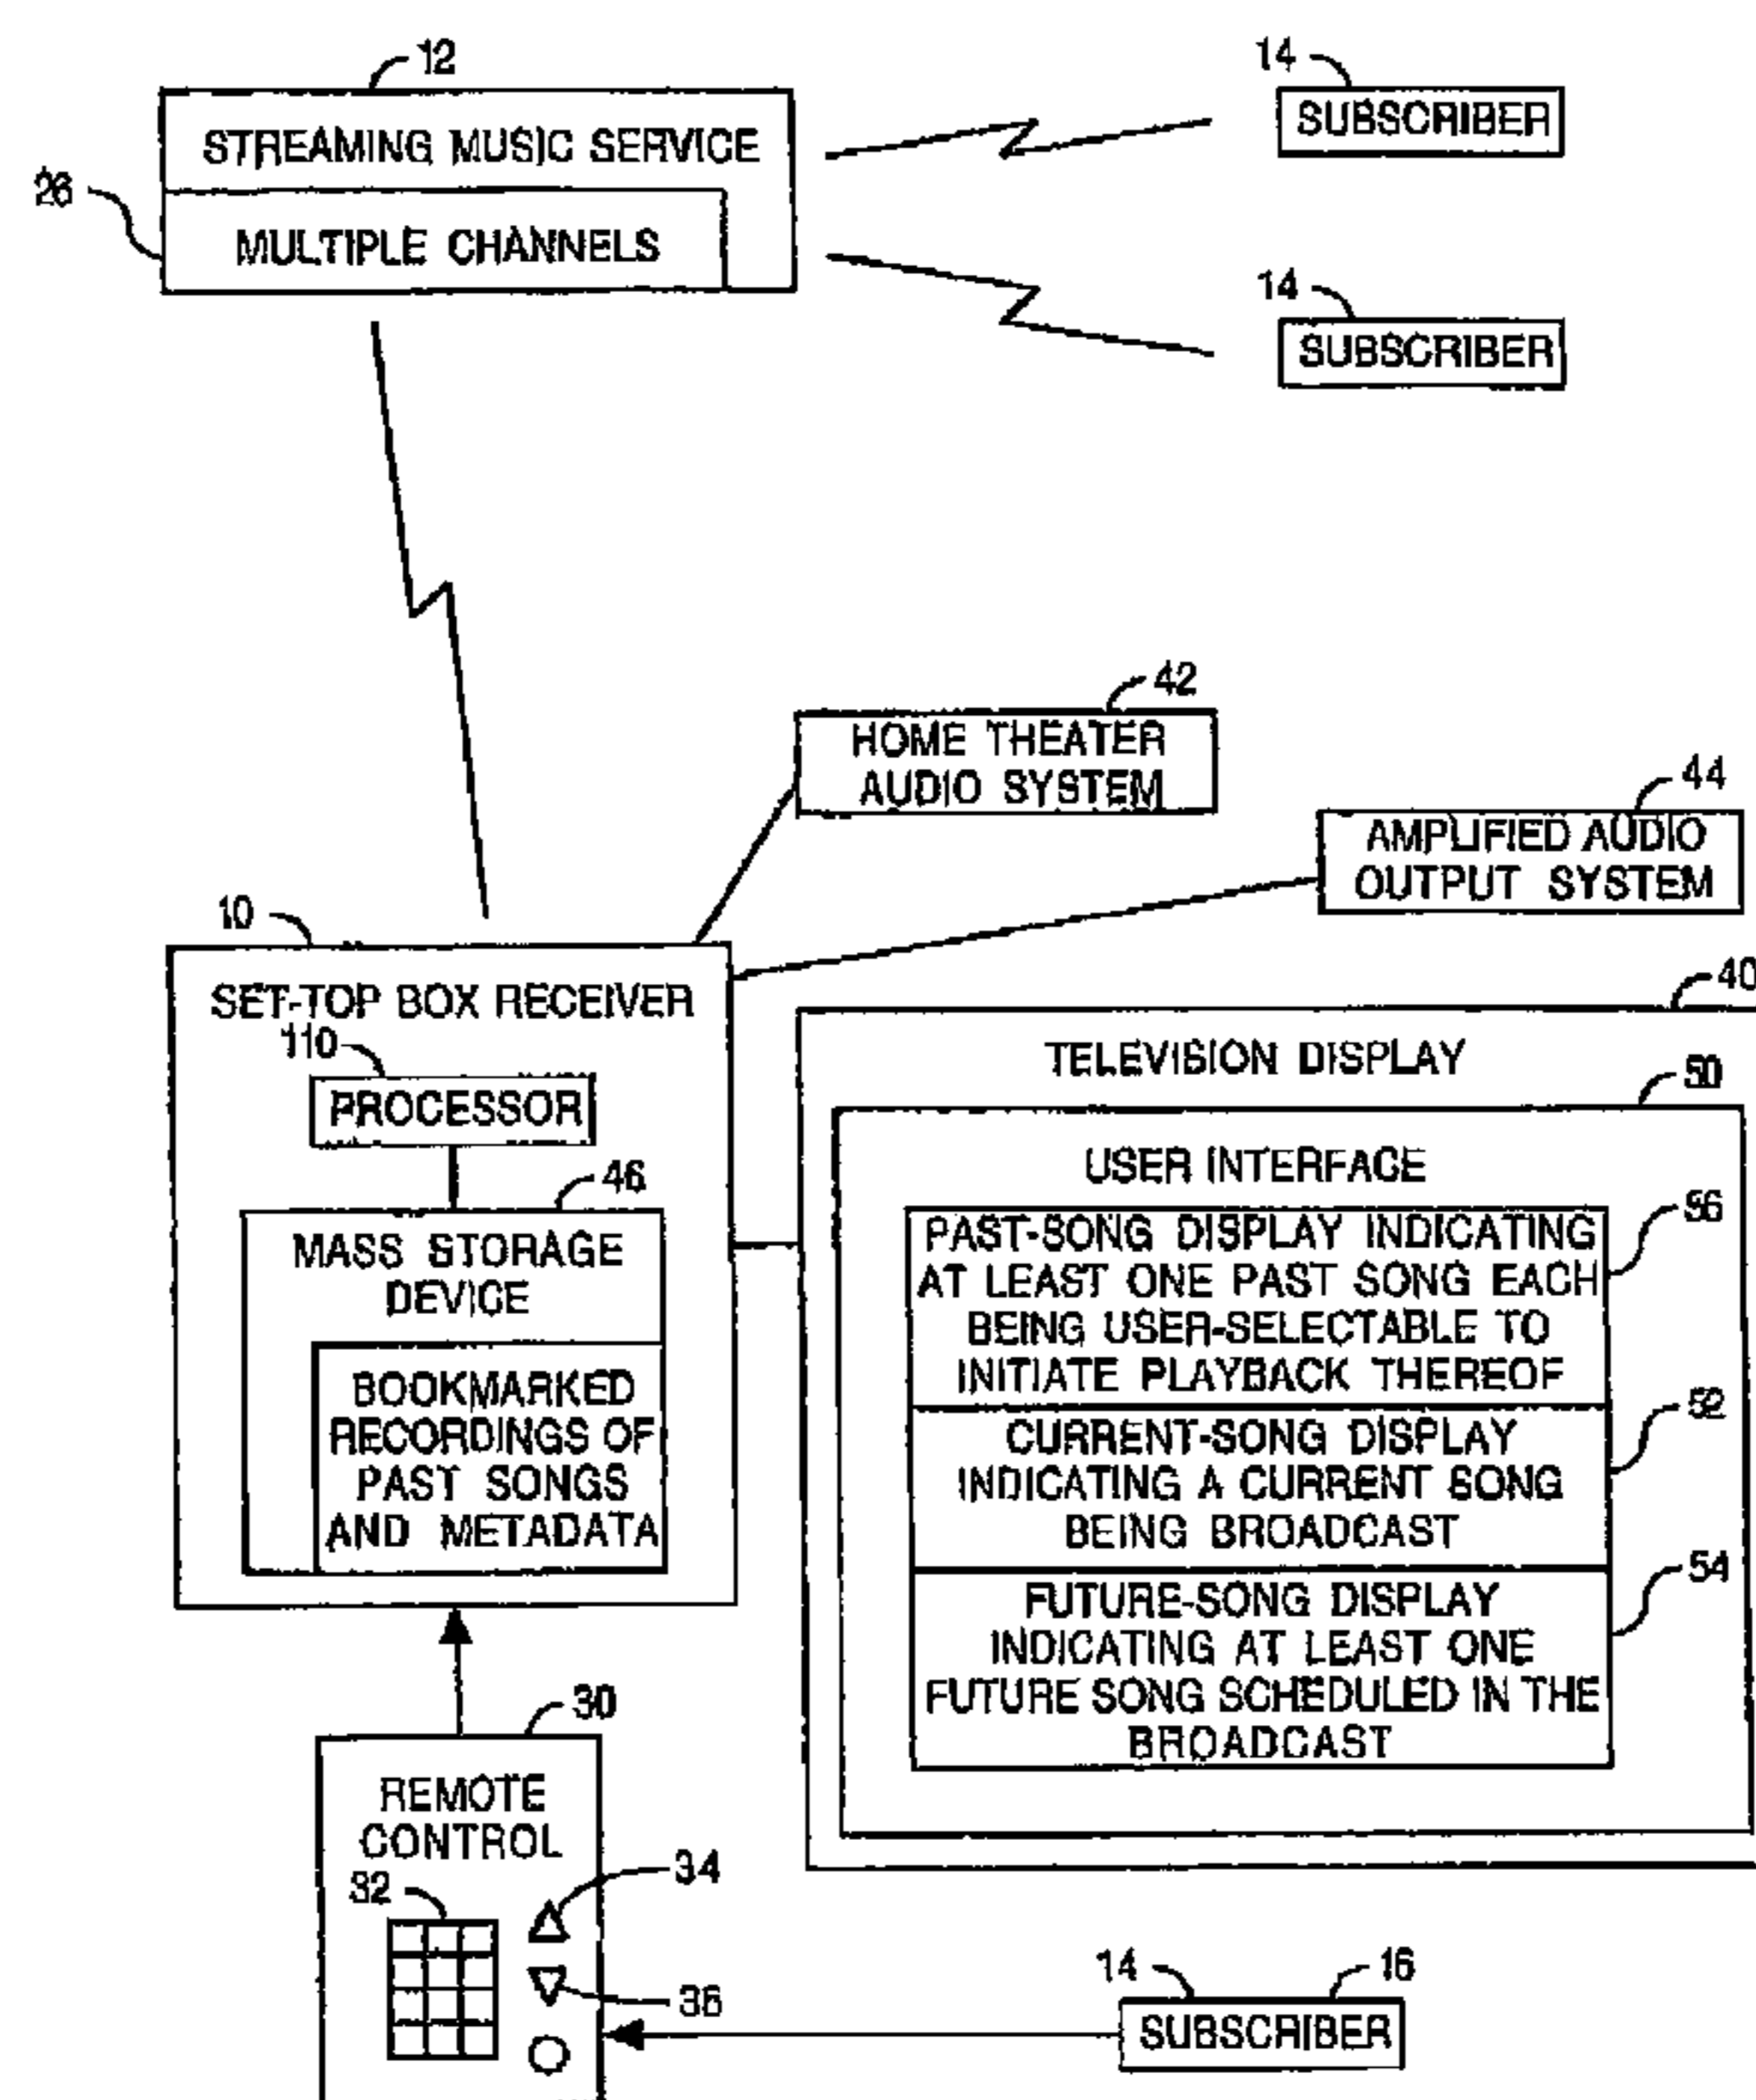 12
STREAMING MUSIC SERVICE
26
MULTIPLE CHANNELS
14
SUBSCRIBER
14
SUBSCRIBER
42
HOME THEATER
AUDIO SYSTEM
44
AMPLIFIED AUDIO
OUTPUT SYSTEM
10
SET-TOP BOX RECEIVER
110
PROCESSOR
46
MASS STORAGE
DEVICE
BOOKMARKED
RECORDINGS OF
PAST SONGS
AND METADATA
40
TELEVISION DISPLAY
50
USER INTERFACE
56
PAST-SONG DISPLAY INDICATING
AT LEAST ONE PAST SONG EACH
BEING USER-SELECTABLE TO
INITIATE PLAYBACK THEREOF
52
CURRENT-SONG DISPLAY
INDICATING A CURRENT SONG
BEING BROADCAST
54
FUTURE-SONG DISPLAY
INDICATING AT LEAST ONE
FUTURE SONG SCHEDULED IN THE
BROADCAST
30
REMOTE
CONTROL
32
34
36
14
16
SUBSCRIBER